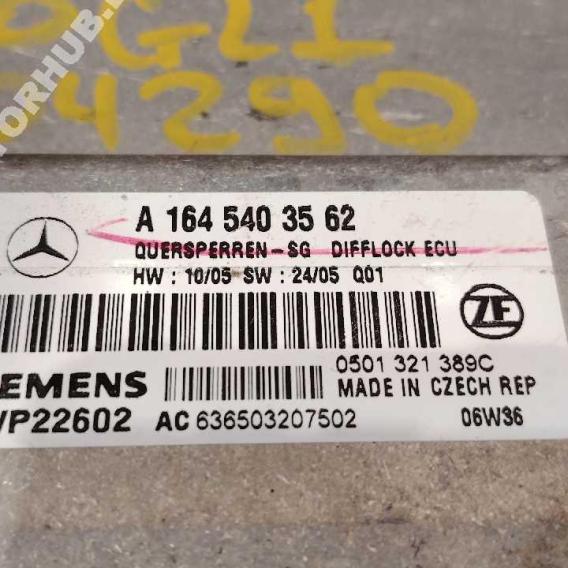 GL1
4290
A 164 540 35 62
QUERSPERREN-SG DIFFLOCK ECU
HW : 10/05 SW : 24/05 Q01
ZF
0501 321 389C
EMENS
MADE IN CZECH REP
VP22602 AC 636503207502
06W36